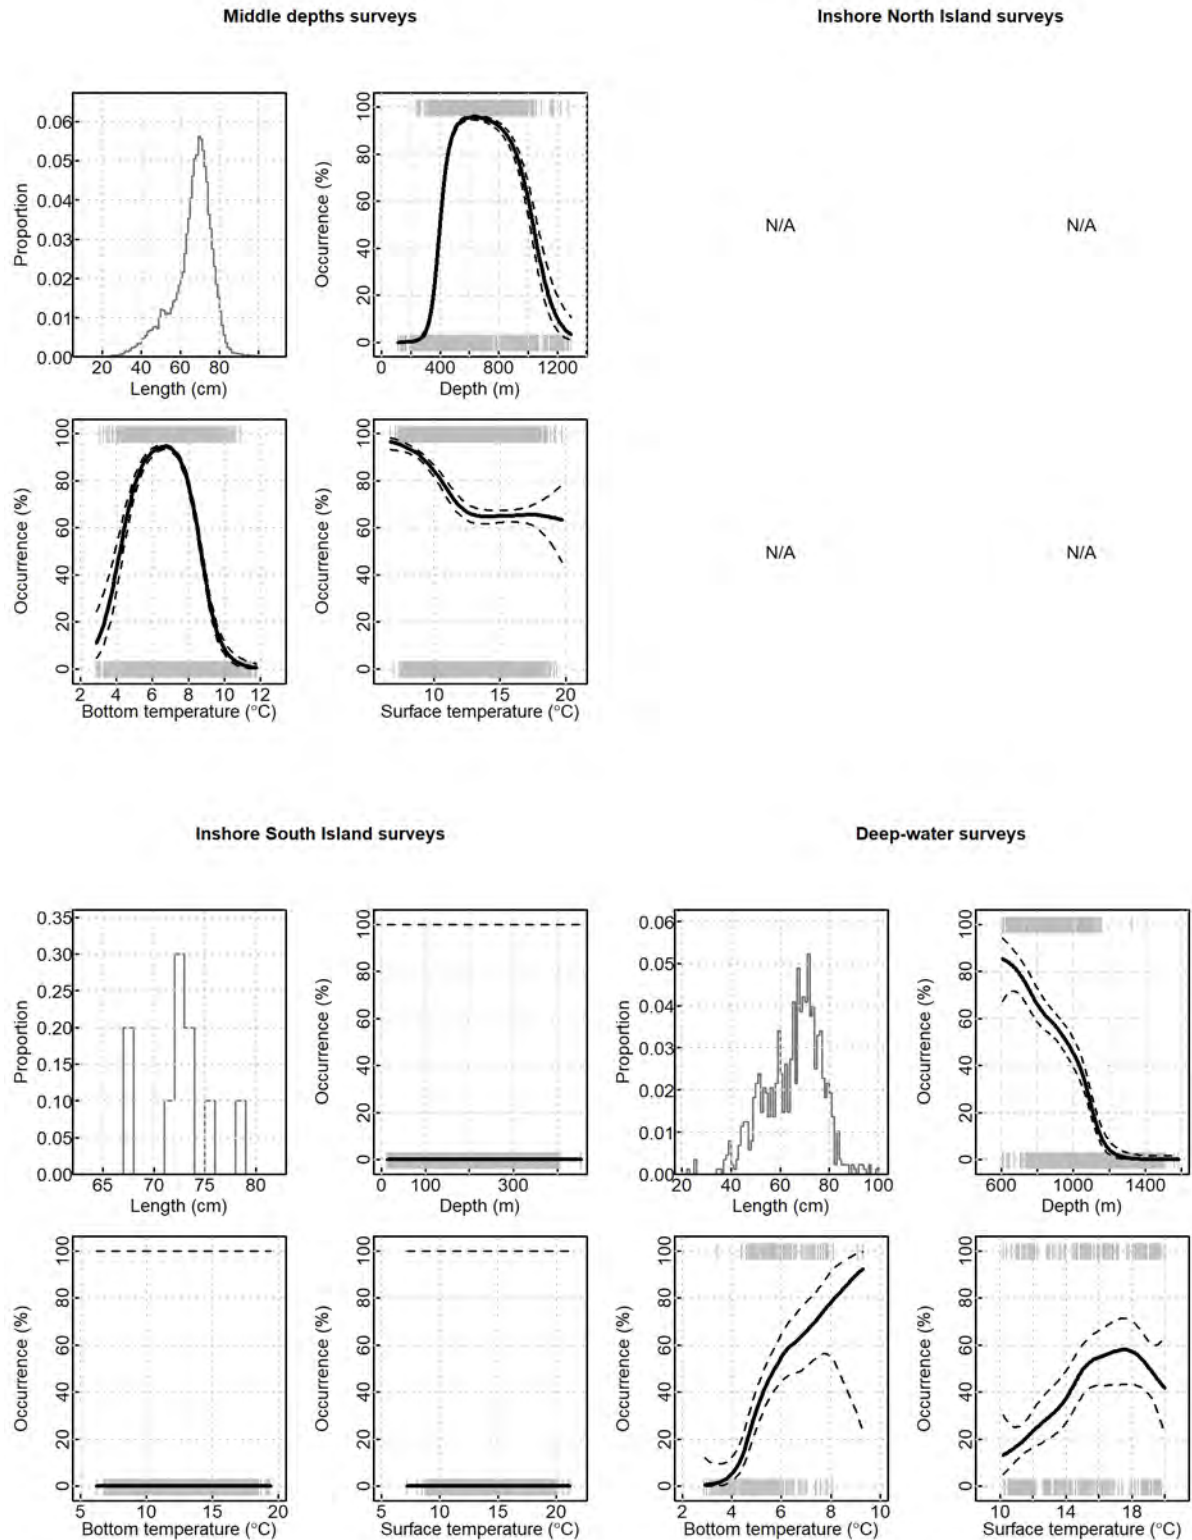 Middle depths surveys
Inshore North Island surveys
Proportion
0.00 0.01 0.02 0.03 0.04 0.05 0.06
20 40 60 80
Length (cm)
Occurrence (%)
0 20 40 60 80 100
0 400 800 1200
Depth (m)
N/A
N/A
Occurrence (%)
0 20 40 60 80 100
2 4 6 8 10 12
Bottom temperature (°C)
Occurrence (%)
0 20 40 60 80 100
10 15 20
Surface temperature (°C)
N/A
N/A
Inshore South Island surveys
Deep-water surveys
Proportion
0.00 0.05 0.10 0.15 0.20 0.25 0.30 0.35
65 70 75 80
Length (cm)
Occurrence (%)
0 20 40 60 80 100
0 100 300
Depth (m)
Proportion
0.00 0.01 0.02 0.03 0.04 0.05 0.06
20 40 60 80 100
Length (cm)
Occurrence (%)
0 20 40 60 80 100
600 1000 1400
Depth (m)
Occurrence (%)
0 20 40 60 80 100
5 10 15 20
Bottom temperature (°C)
Occurrence (%)
0 20 40 60 80 100
5 10 15 20
Surface temperature (°C)
Occurrence (%)
0 20 40 60 80 100
2 4 6 8 10
Bottom temperature (°C)
Occurrence (%)
0 20 40 60 80 100
10 14 18
Surface temperature (°C)